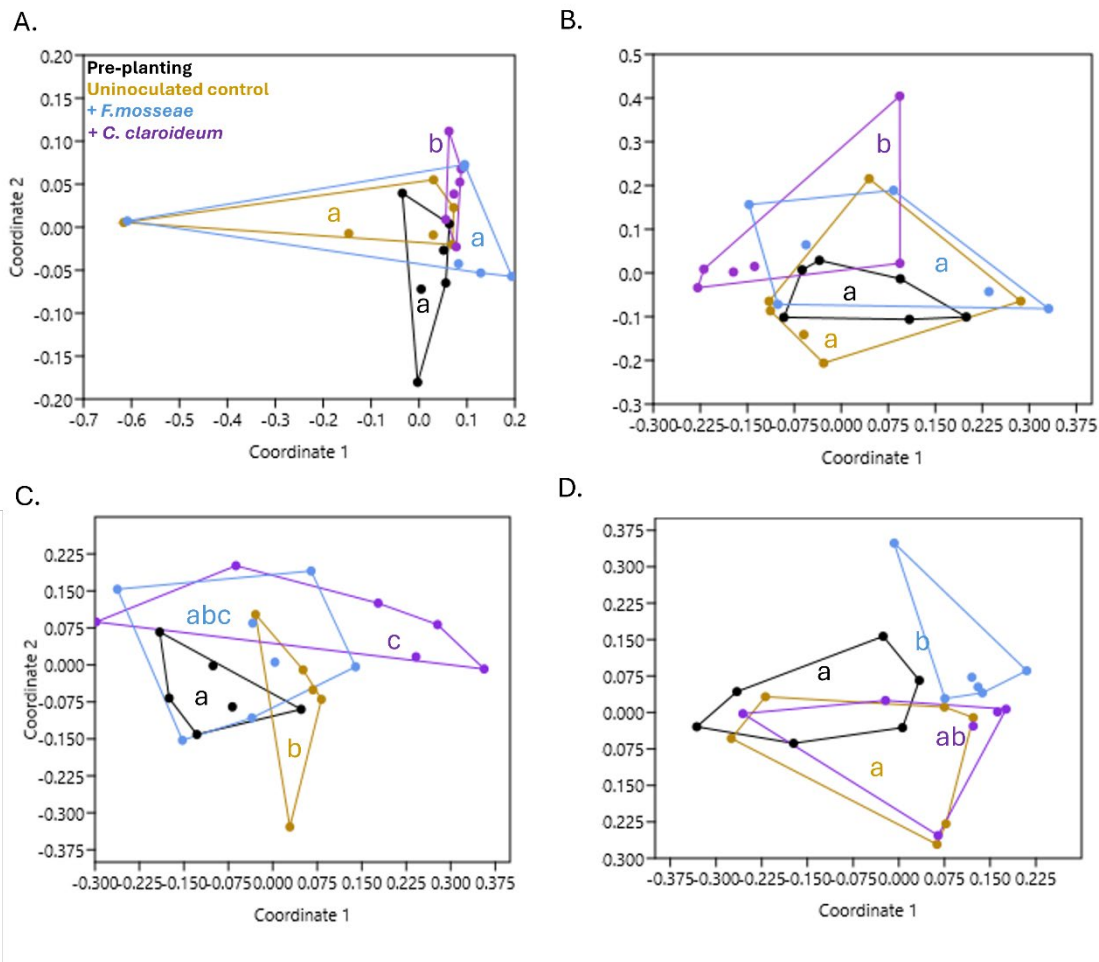 A.
Pre-planting
Uninoculated control
+ F.mosseae
+ C. claroideum
0.20
0.15
0.10
0.05
0.00
-0.05
-0.10
-0.15
-0.20
Coordinate 2
b
a
a
a
-0.7 -0.6 -0.5 -0.4 -0.3 -0.2 -0.1 0.0 0.1 0.2
Coordinate 1
B.
0.5
0.4
0.3
0.2
0.1
0.0
-0.1
-0.2
-0.3
b
a
a
a
-0.300 -0.225 -0.150 -0.075 0.000 0.075 0.150 0.225 0.300 0.375
Coordinate 1
C.
0.225
0.150
0.075
0.000
-0.075
-0.150
-0.225
-0.300
-0.375
Coordinate 2
abc
c
a
b
-0.300 -0.225 -0.150 -0.075 0.000 0.075 0.150 0.225 0.300 0.375
Coordinate 1
D.
0.375
0.300
0.225
0.150
0.075
0.000
0.075
0.150
0.225
0.300
b
a
ab
a
-0.375 -0.300 -0.225 -0.150 -0.075 0.000 0.075 0.150 0.225
Coordinate 1